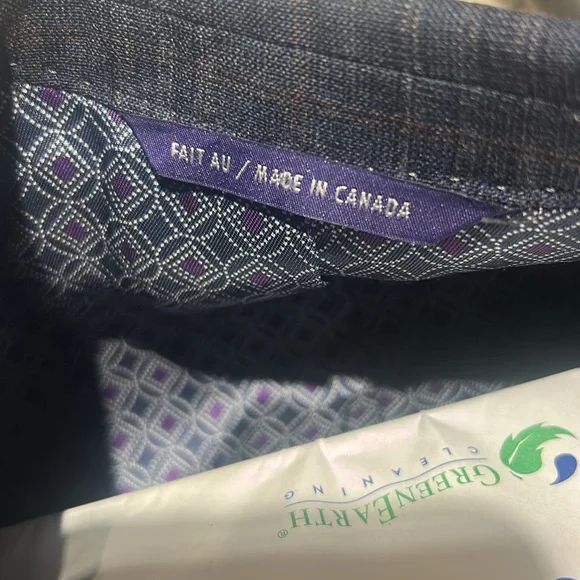 FAIT AU / MADE IN CANADA
GREENEARTH®
CLEANING